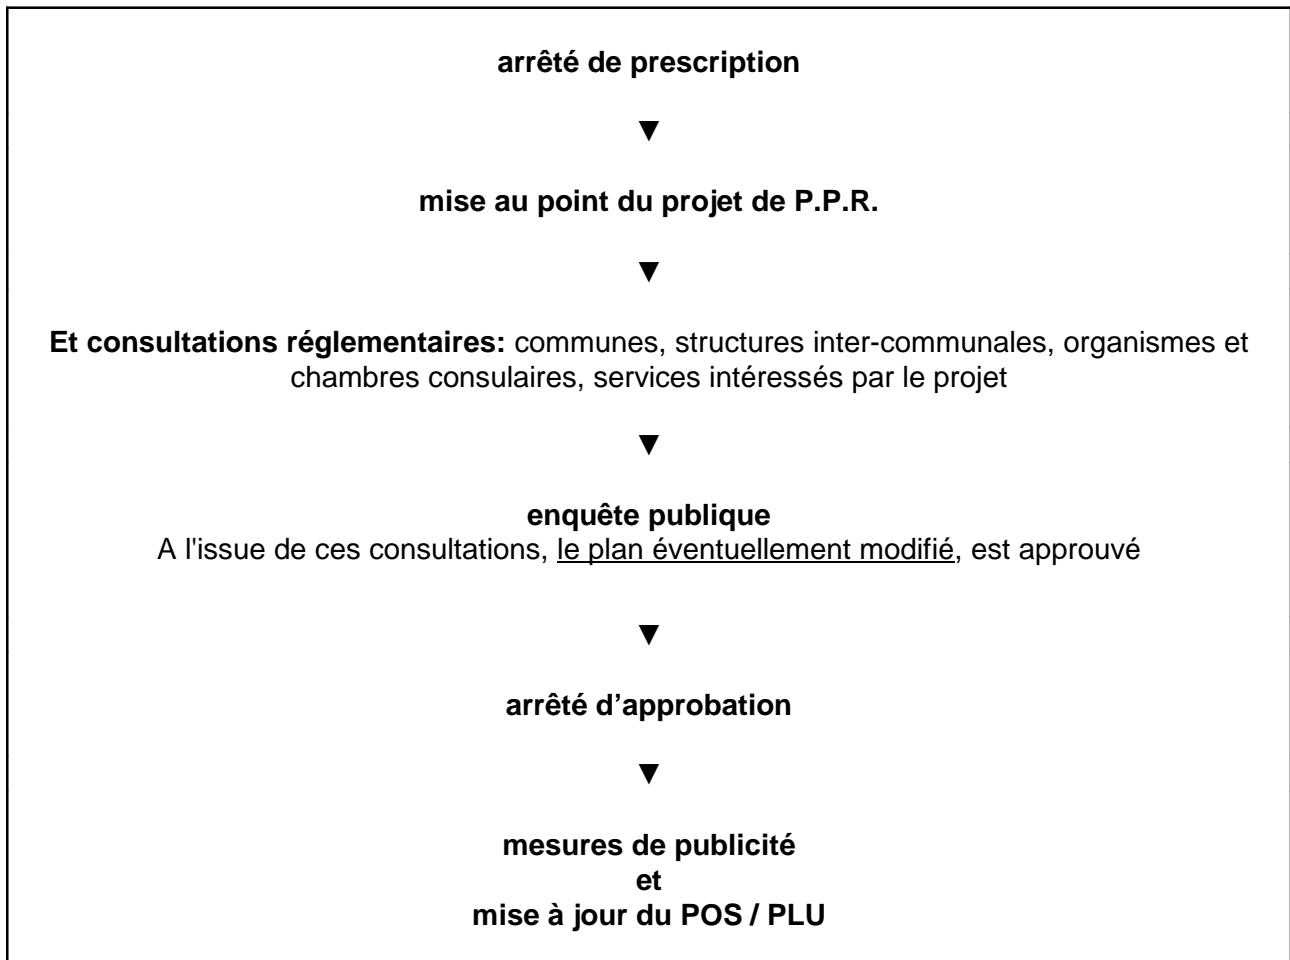 arrêté de prescription
▼
mise au point du projet de P.P.R.
▼
Et consultations réglementaires: communes, structures inter-communales, organismes et
chambres consulaires, services intéressés par le projet
▼
enquête publique
A l'issue de ces consultations, le plan éventuellement modifié, est approuvé
▼
arrêté d’approbation
▼
mesures de publicité
et
mise à jour du POS / PLU